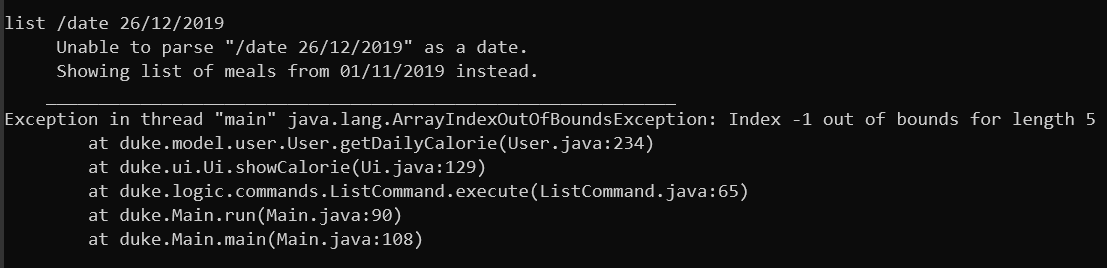 list /date 26/12/2019
Unable to parse "/date 26/12/2019" as a date.
Showing list of meals from 01/11/2019 instead.
____________________________________________________________
Exception in thread "main" java.lang.ArrayIndexOutOfBoundsException: Index -1 out of bounds for length 5
at duke.model.user.User.getDailyCalorie(User.java:234)
at duke.ui.Ui.showCalorie(Ui.java:129)
at duke.logic.commands.ListCommand.execute(ListCommand.java:65)
at duke.Main.run(Main.java:90)
at duke.Main.main(Main.java:108)